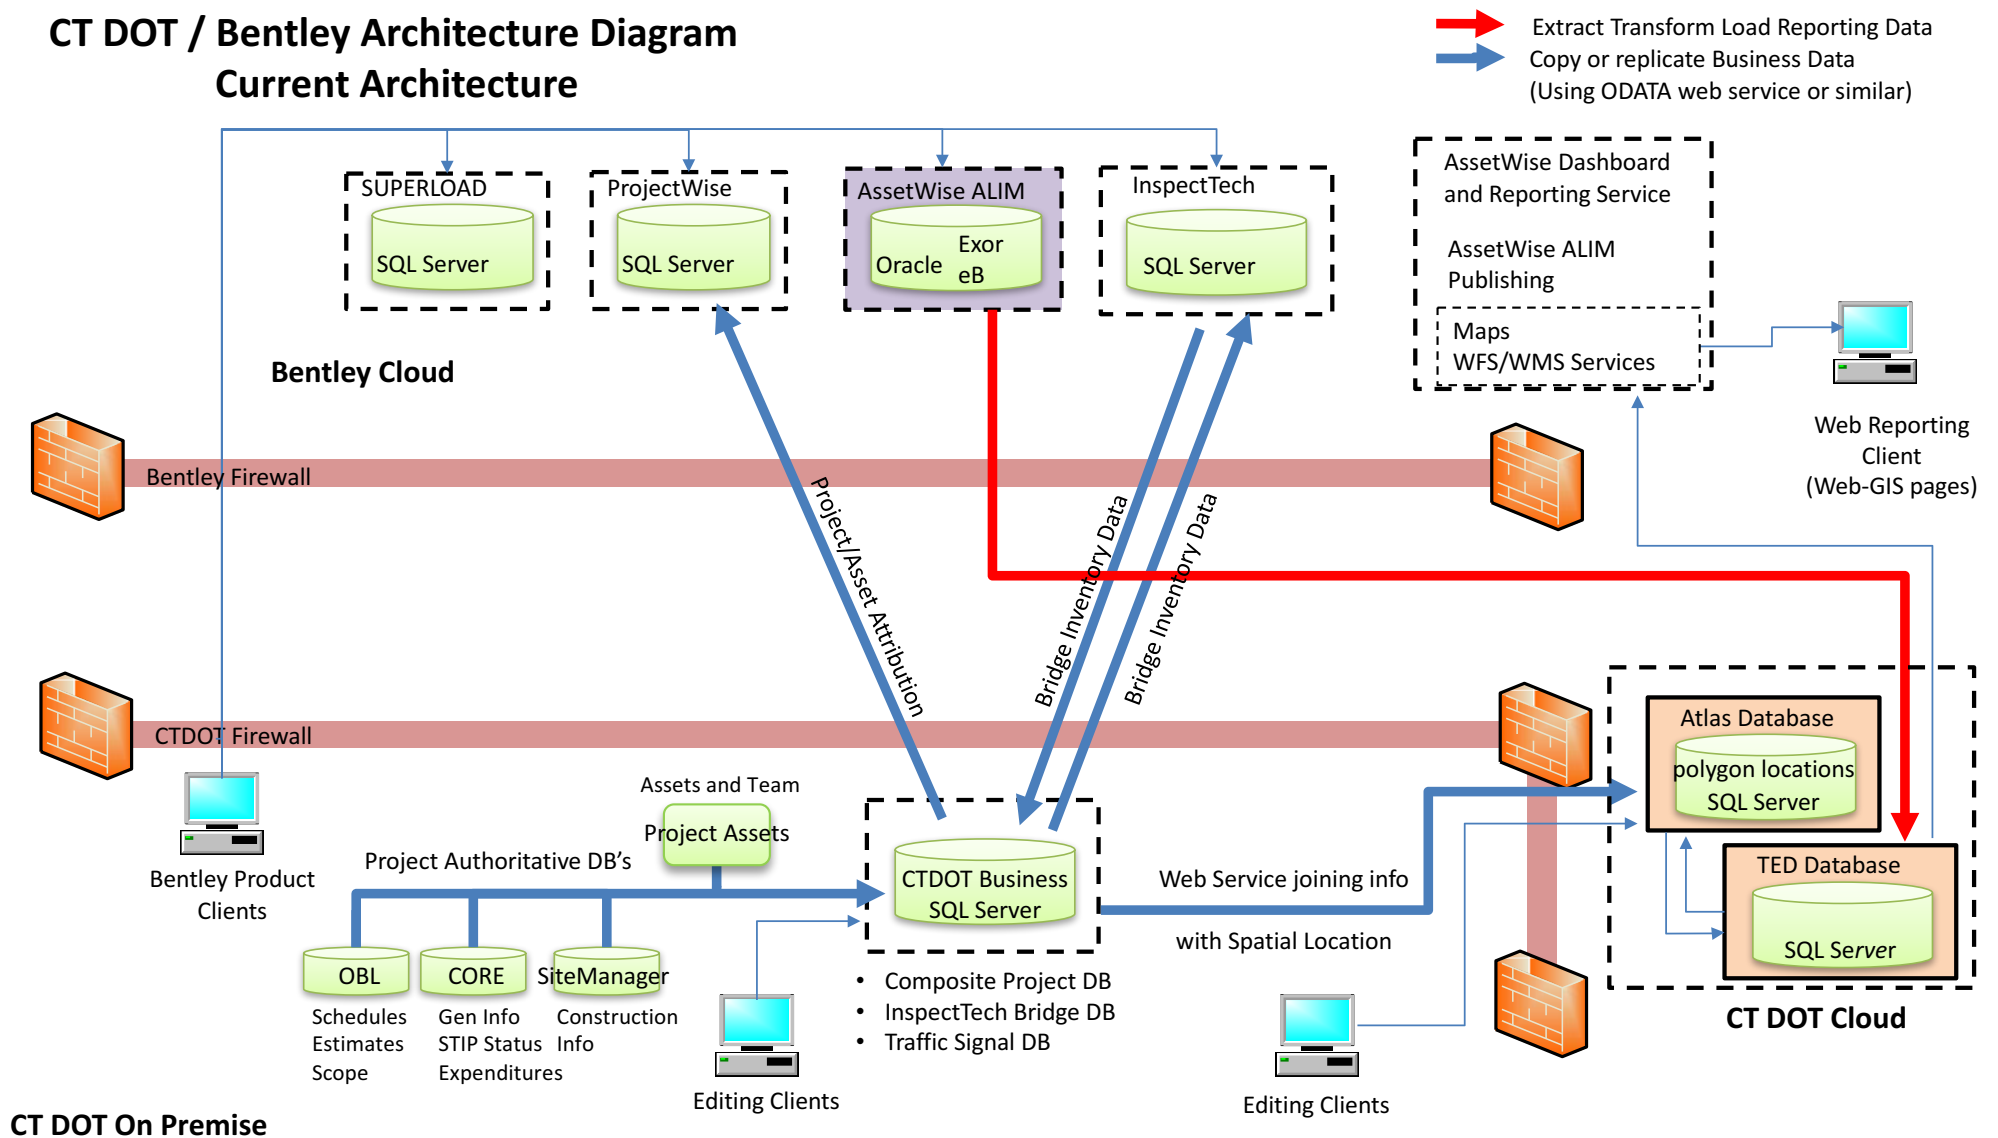 CT DOT / Bentley Architecture Diagram
Current Architecture
Extract Transform Load Reporting Data
Copy or replicate Business Data
(Using ODATA web service or similar)
SUPERLOAD
SQL Server
ProjectWise
SQL Server
AssetWise ALIM
Oracle
Exor
eB
InspectTech
SQL Server
AssetWise Dashboard
and Reporting Service
AssetWise ALIM
Publishing
Maps
WFS/WMS Services
Bentley Cloud
Web Reporting
Client
(Web-GIS pages)
Bentley Firewall
Project/Asset Attribution
Bridge Inventory Data
Bridge Inventory Data
CTDOT Firewall
Atlas Database
polygon locations
SQL Server
TED Database
SQL Server
CT DOT Cloud
Bentley Product
Clients
Assets and Team
Project Assets
Project Authoritative DB's
CTDOT Business
SQL Server
Web Service joining info
with Spatial Location
OBL
CORE
SiteManager
Schedules
Estimates
Scope
Gen Info
STIP Status
Expenditures
Construction
Info
• Composite Project DB
• InspectTech Bridge DB
• Traffic Signal DB
Editing Clients
Editing Clients
CT DOT On Premise